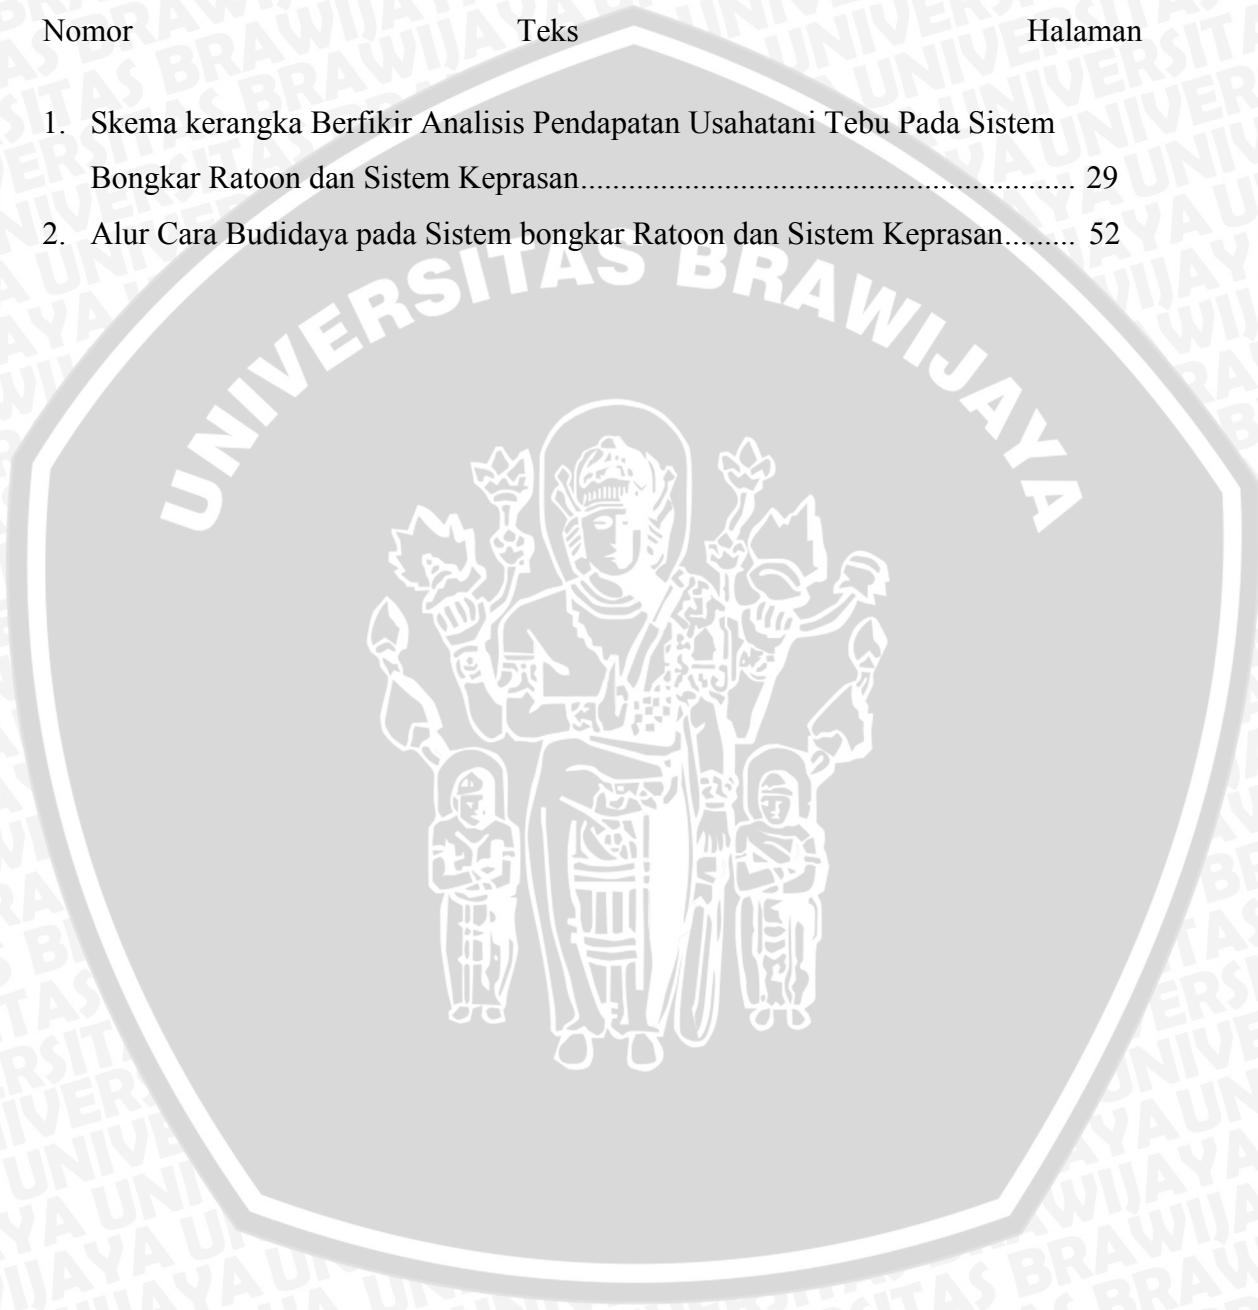 Nomor Teks Halaman
1. Skema kerangka Berfikir Analisis Pendapatan Usahatani Tebu Pada Sistem
Bongkar Ratoon dan Sistem Keprasan.............................................................. 29
2. Alur Cara Budidaya pada Sistem bongkar Ratoon dan Sistem Keprasan......... 52
UNIVERSITAS BRAWIJAYA